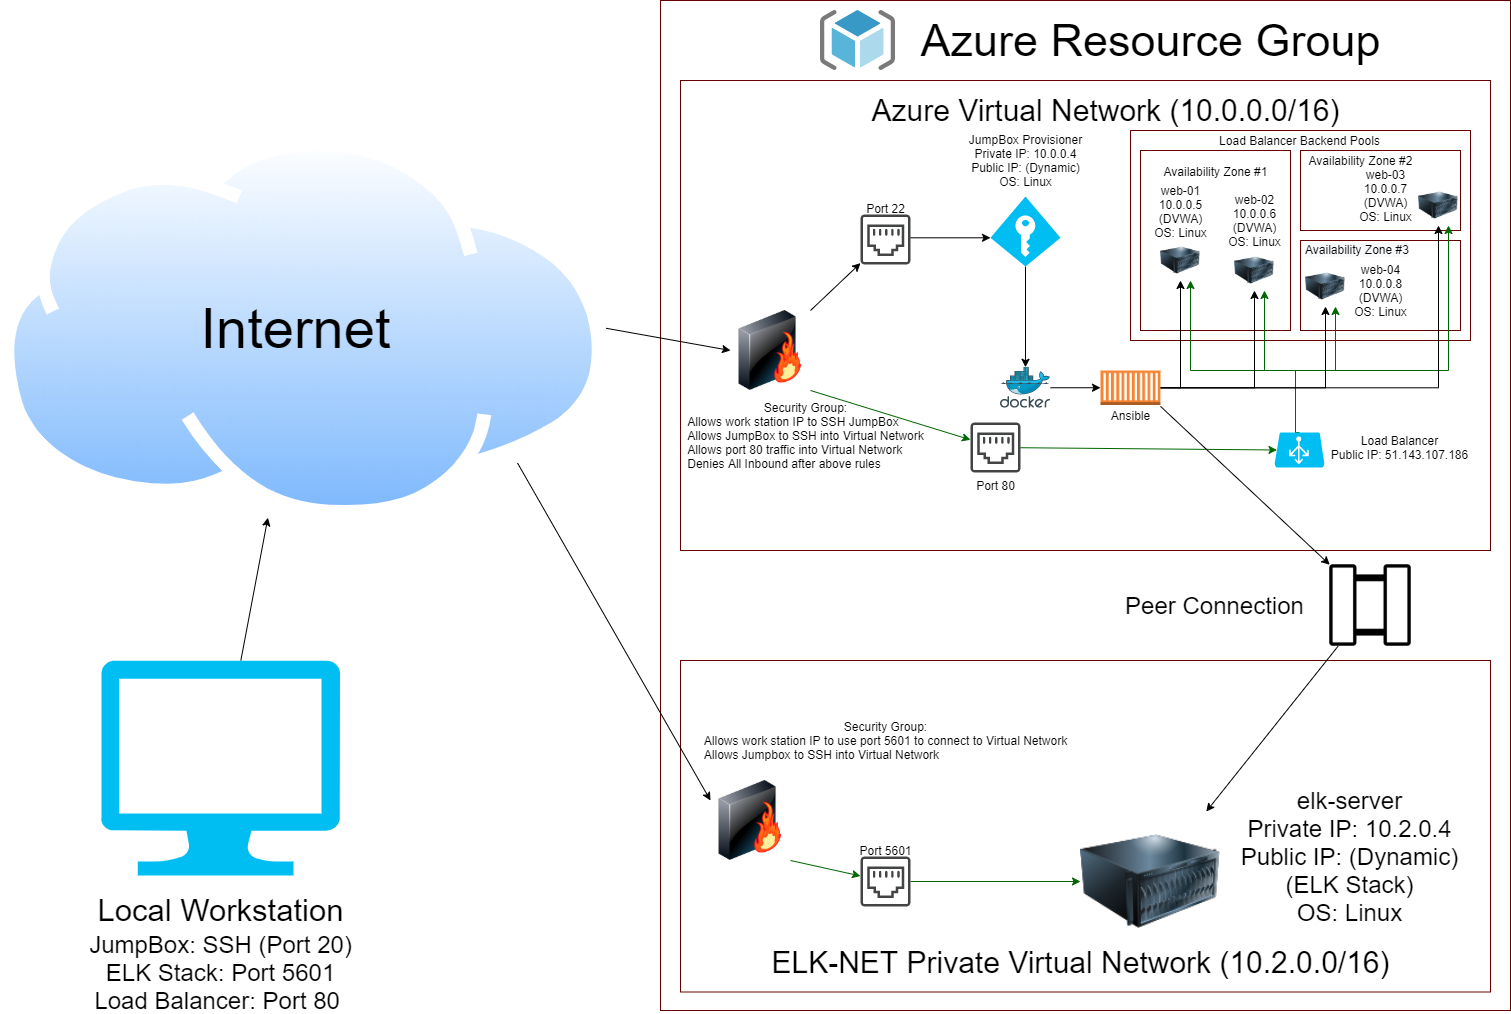 Azure Resource Group
Azure Virtual Network (10.0.0.0/16)
JumpBox Provisioner
Private IP: 10.0.0.4
Public IP: (Dynamic)
OS: Linux
Load Balancer Backend Pools
Availability Zone #1
web-01
10.0.0.5
(DVWA)
OS: Linux
web-02
10.0.0.6
(DVWA)
OS: Linux
Availability Zone #2
web-03
10.0.0.7
(DVWA)
OS: Linux
Availability Zone #3
web-04
10.0.0.8
(DVWA)
OS: Linux
Port 22
Internet
docker
Ansible
Security Group:
Allows work station IP to SSH JumpBox
Allows JumpBox to SSH into Virtual Network
Allows port 80 traffic into Virtual Network
Denies All Inbound after above rules
Port 80
Load Balancer
Public IP: 51.143.107.186
Peer Connection
Security Group:
Allows work station IP to use port 5601 to connect to Virtual Network
Allows Jumpbox to SSH into Virtual Network
Port 5601
elk-server
Private IP: 10.2.0.4
Public IP: (Dynamic)
(ELK Stack)
OS: Linux
ELK-NET Private Virtual Network (10.2.0.0/16)
Local Workstation
JumpBox: SSH (Port 20)
ELK Stack: Port 5601
Load Balancer: Port 80